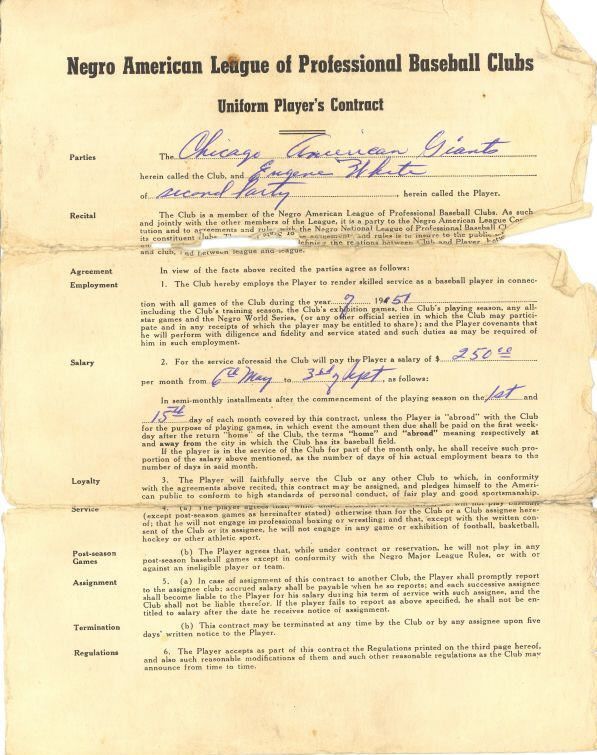 Negro American League of Professional Baseball Clubs
Uniform Player's Contract
Parties The Chicago American Giants
herein called the Club, and Eugene White
of second Party , herein called the Player.
Recital The Club is a member of the Negro American League of Professional Baseball Clubs. As such
and jointly with the other members of the League, it is a party to the Negro American League
tution and to agreements and rules with the Negro National League of Professional Baseball
its constituent clubs.
and club, and between league and league.
Agreement In view of the facts above recited the parties agree as follows:
Employment 1. The Club hereby employs the Player to render skilled service as a baseball player in connec-
tion with all games of the Club during the year 1951
including the Club's training season, the Club's exhibition games, the Club's playing season, any all-
star games and the Negro World Series, (or any other official series in which the Club may partici-
pate and in any receipts of which the player may be entitled to share); and the Player covenants that
he will perform with diligence and fidelity and service stated and such duties as may be required of
him in such employment.
Salary 2. For the service aforesaid the Club will pay the Player a salary of $ 250.00
per month from 6th May to 3rd of Sept, as follows:
In semi-monthly installments after the commencement of the playing season on the 1st and
15th day of each month covered by this contract, unless the Player is "abroad" with the Club
for the purpose of playing games, in which event the amount then due shall be paid on the first week-
day after the return "home" of the Club, the terms "home" and "abroad" meaning respectively at
and away from the city in which the Club has its baseball field.
If the player is in the service of the Club for part of the month only, he shall receive such pro-
portion of the salary above mentioned, as the number of days of his actual employment bears to the
number of days in said month.
Loyalty 3. The Player will faithfully serve the Club or any other Club to which, in conformity
with the agreements above recited, this contract may be assigned, and pledges himself to the Ameri-
can public to conform to high standards of personal conduct, of fair play and good sportsmanship.
Service 4. (a) The player agrees that, while under
(except post-season games as hereinafter stated) otherwise than for the Club or a Club assignee here-
of; that he will not engage in professional boxing or wrestling; and that, except with the written con-
sent of the Club or its assignee, he will not engage in any game or exhibition of football, basketball,
hockey or other athletic sport.
Post-season (b) The Player agrees that, while under contract or reservation, he will not play in any
Games post-season baseball games except in conformity with the Negro Major League Rules, or with or
against an ineligible player or team.
Assignment 5. (a) In case of assignment of this contract to another Club, the Player shall promptly report
to the assignee club; accrued salary shall be payable when he so reports; and each successive assignee
shall become liable to the Player for his salary during his term of service with such assignee, and the
Club shall not be liable therefor. If the player fails to report as above specified, he shall not be en-
titled to salary after the date he receives notice of assignment.
Termination (b) This contract may be terminated at any time by the Club or by any assignee upon five
days' written notice to the Player.
Regulations 6. The Player accepts as part of this contract the Regulations printed on the third page hereof,
and also such reasonable modifications of them and such other reasonable regulations as the Club may
announce from time to time.